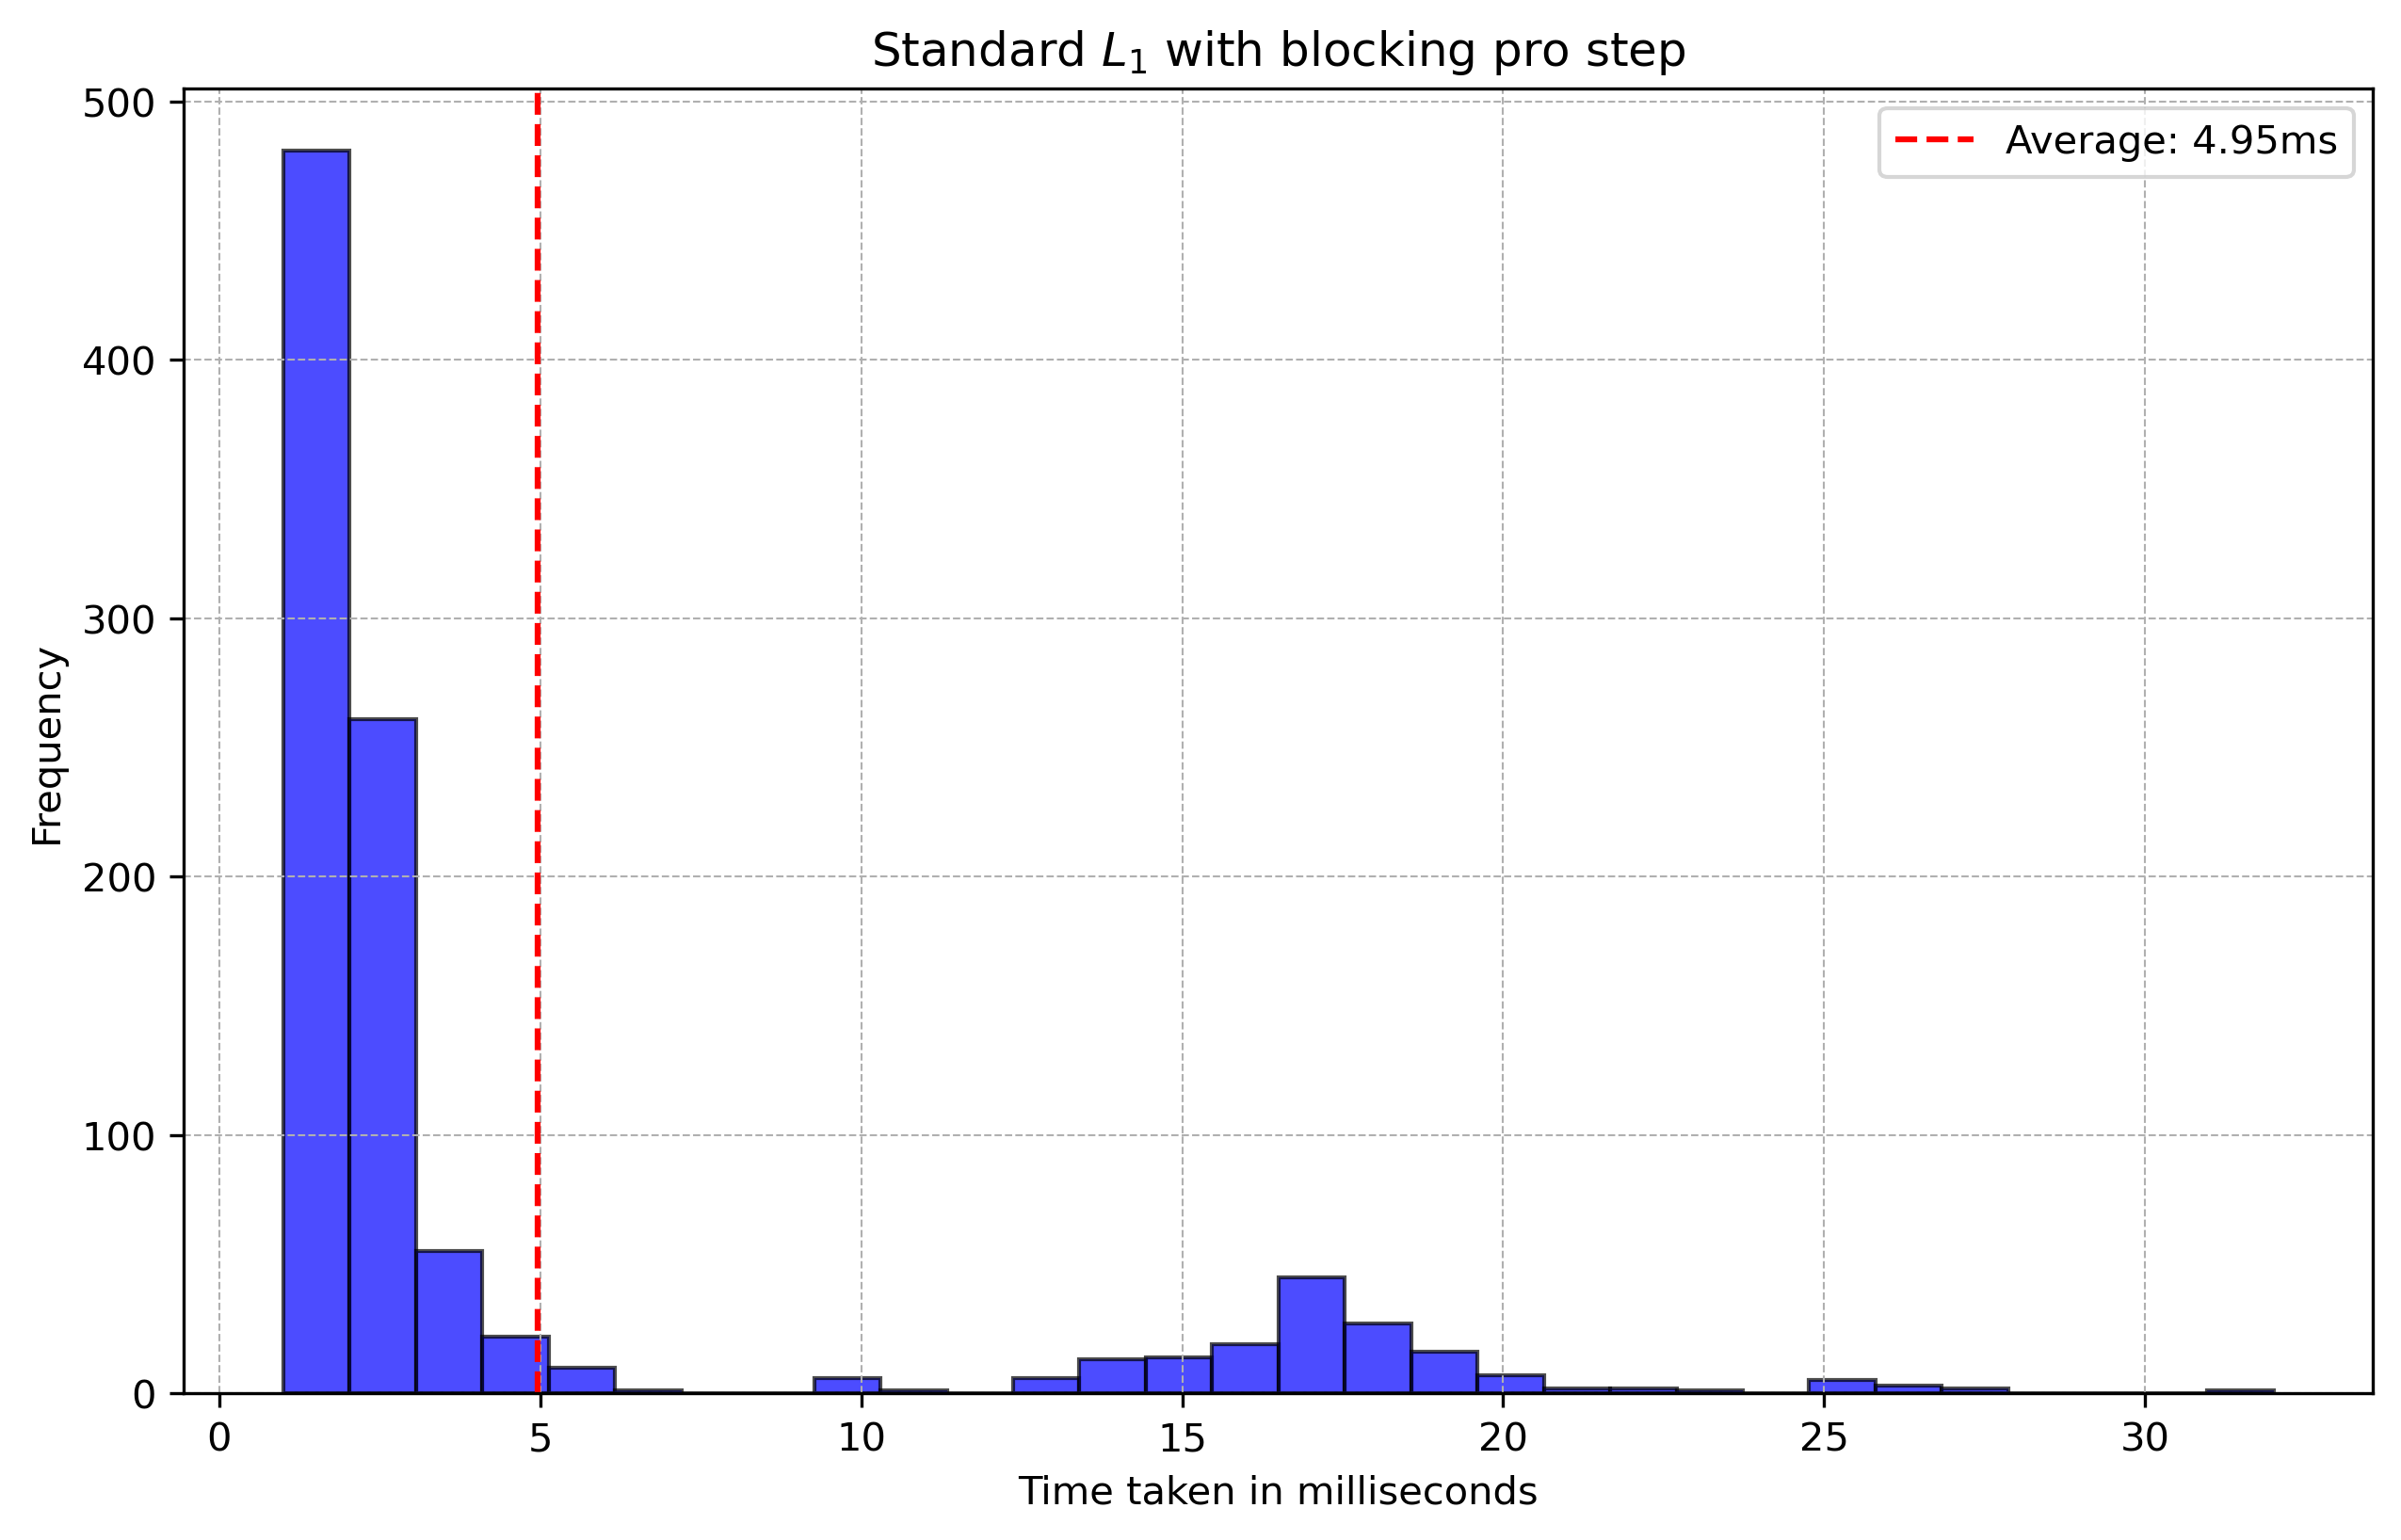 Standard L₁ with blocking pro step
Average: 4.95ms
500
400
300
200
100
0
Frequency
0 5 10 15 20 25 30
Time taken in milliseconds